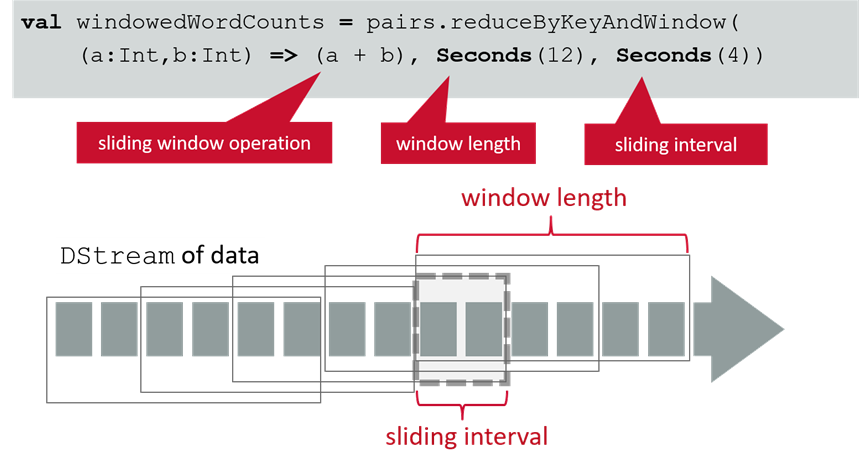 val windowedWordCounts = pairs.reduceByKeyAndWindow(
(a:Int,b:Int) => (a + b), Seconds(12), Seconds(4))
sliding window operation
window length
sliding interval
window length
DStream of data
sliding interval